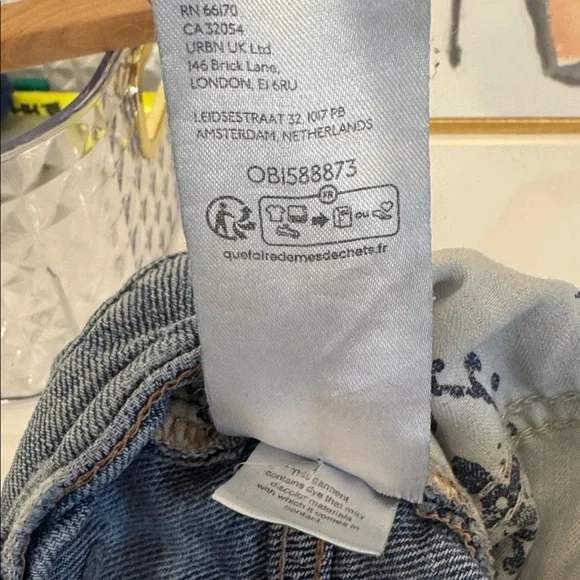 RN 66170
CA 32054
URBN UK Ltd
146 Brick Lane,
LONDON, E1 6RU
LEIDSESTRAAT 32, 1017 PB
AMSTERDAM, NETHERLANDS
OB1588873
FR
ou
quefairedemesdechets.fr
This garment
contains dye that may
discolor materials
with which it comes in
contact